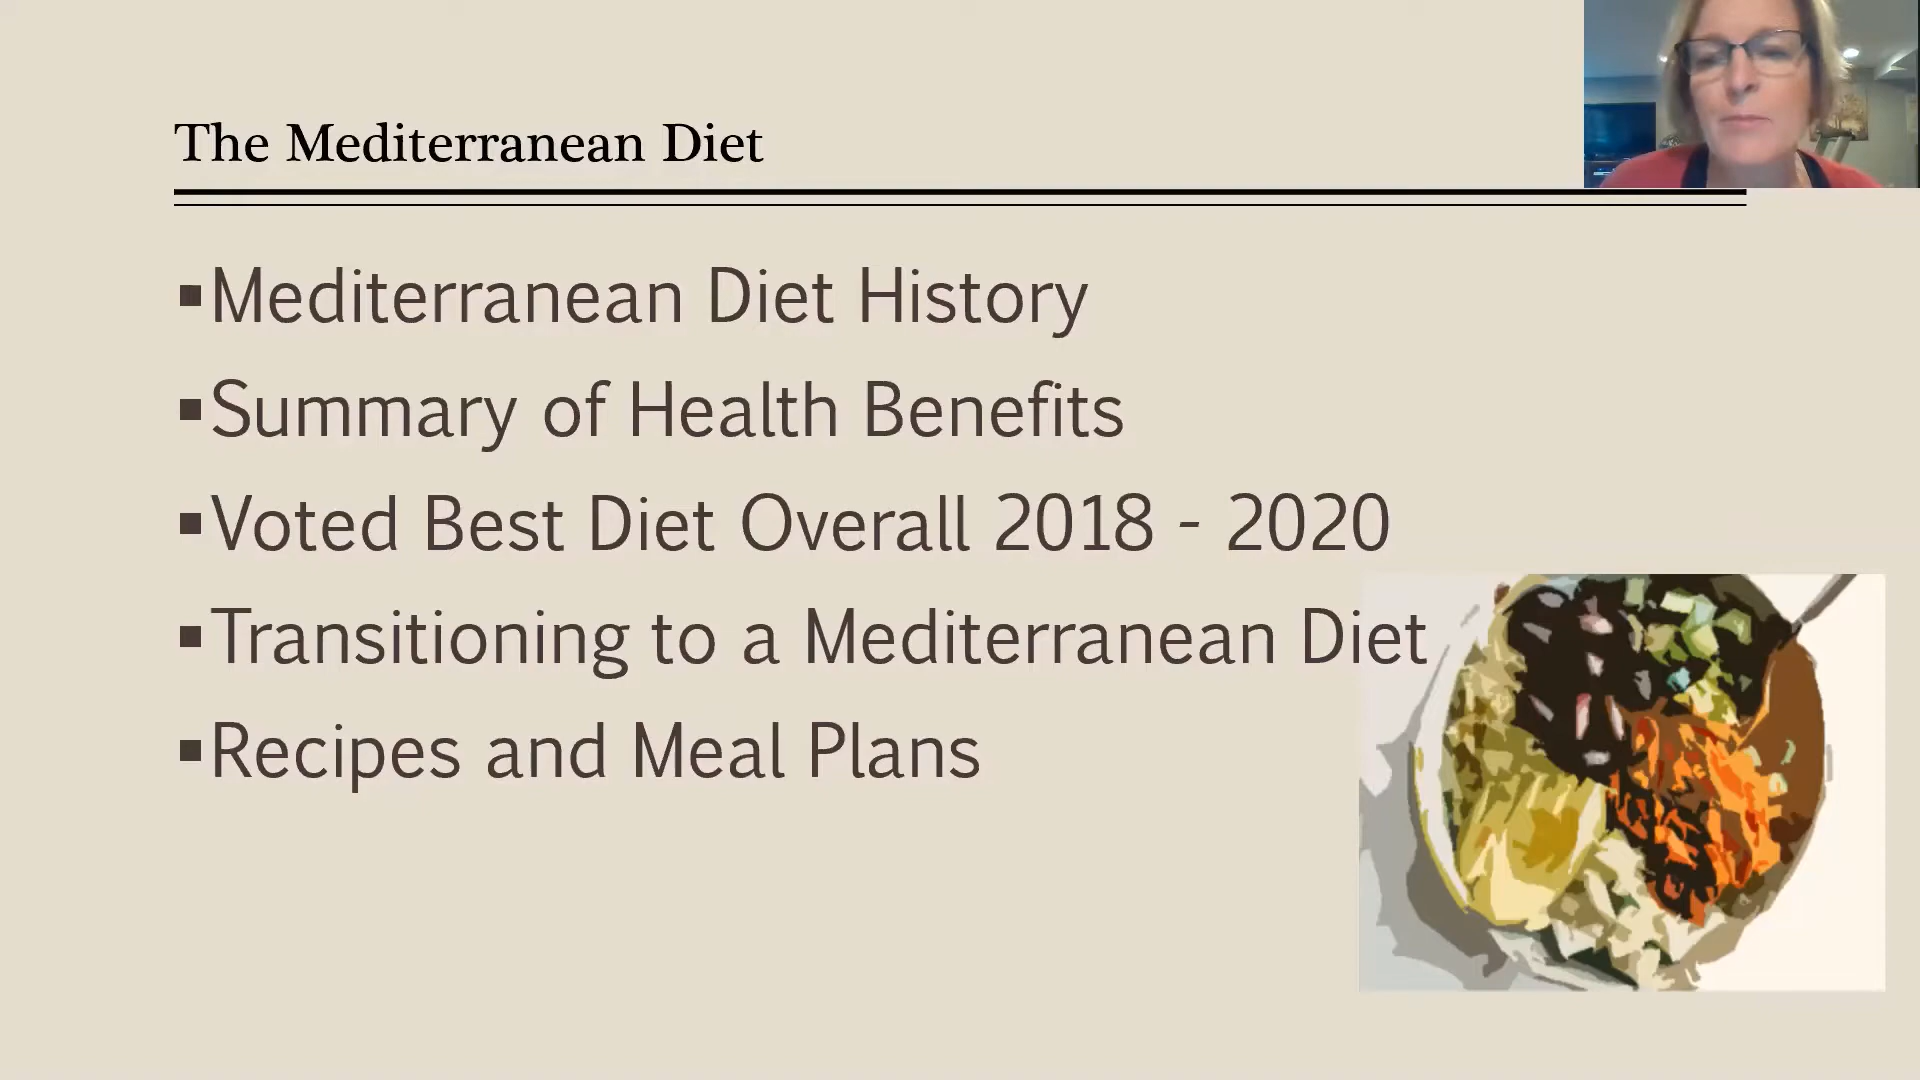 The Mediterranean Diet
▪Mediterranean Diet History
▪Summary of Health Benefits
▪Voted Best Diet Overall 2018 - 2020
▪Transitioning to a Mediterranean Diet
▪Recipes and Meal Plans